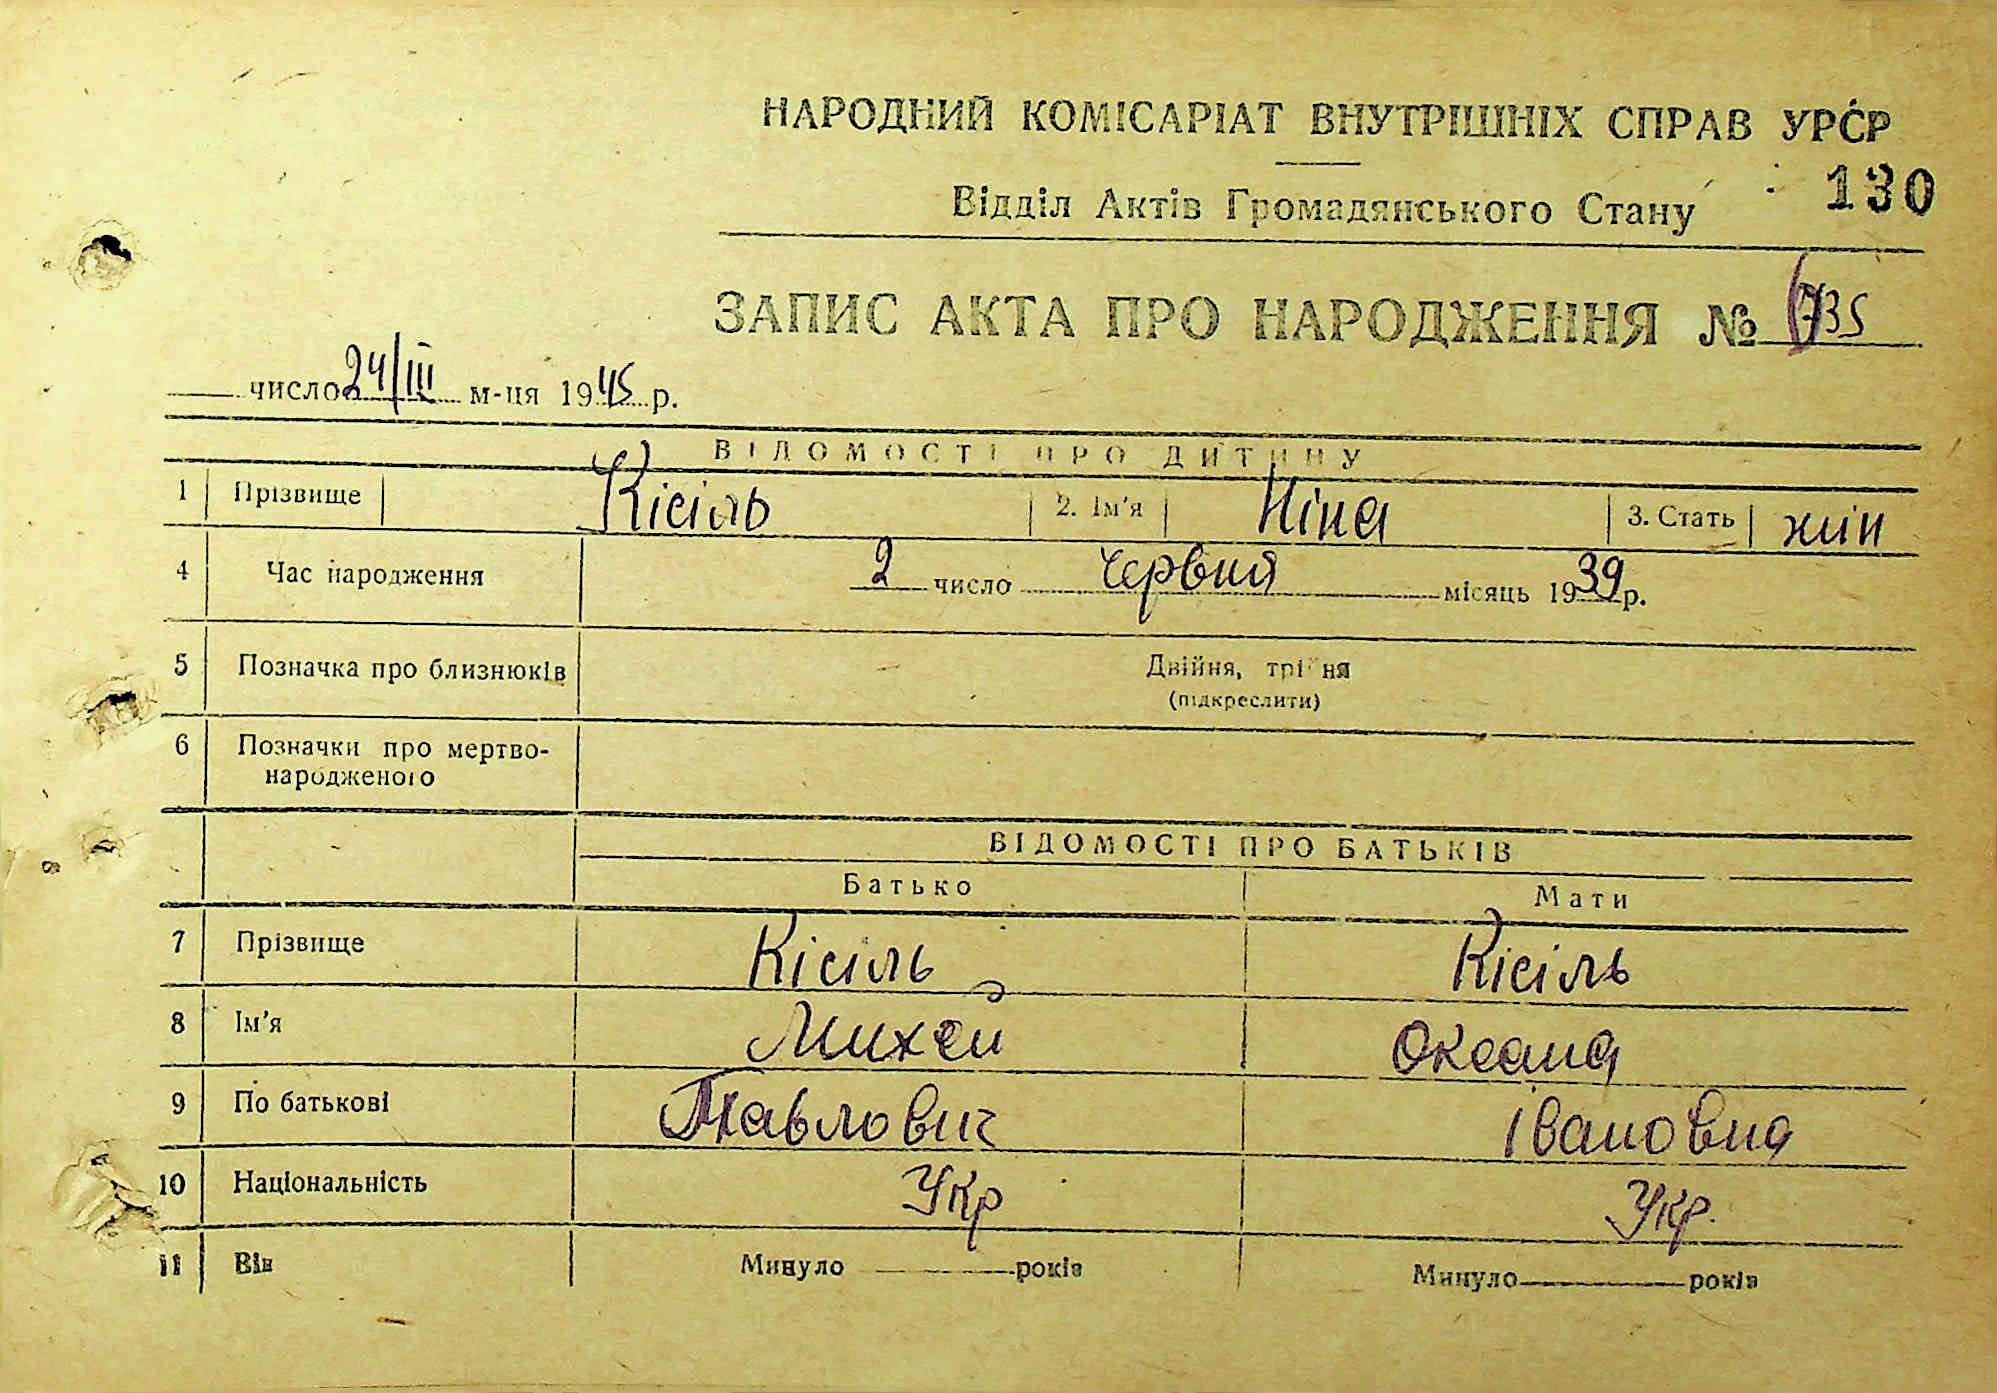 НАРОДНИЙ КОМІСАРІАТ ВНУТРІШНІХ СПРАВ УРСР
Відділ Актів Громадянського Стану 130
ЗАПИС АКТА ПРО НАРОДЖЕННЯ № 735
число 24/III м-ця 1945 р.
ВІДОМОСТІ ПРО ДИТИНУ
1 Прізвище Кісіль 2. Ім'я Ніна 3. Стать жін
4 Час народження 2 число червня місяць 1939 р.
5 Позначка про близнюків Двійня, трійня
(підкреслити)
6 Позначки про мертво-
народженого
ВІДОМОСТІ ПРО БАТЬКІВ
Батько Мати
7 Прізвище Кісіль Кісіль
8 Ім'я Михей Оксана
9 По батькові Павлович Івановна
10 Національність Укр Укр.
11 Вік Минуло років Минуло років